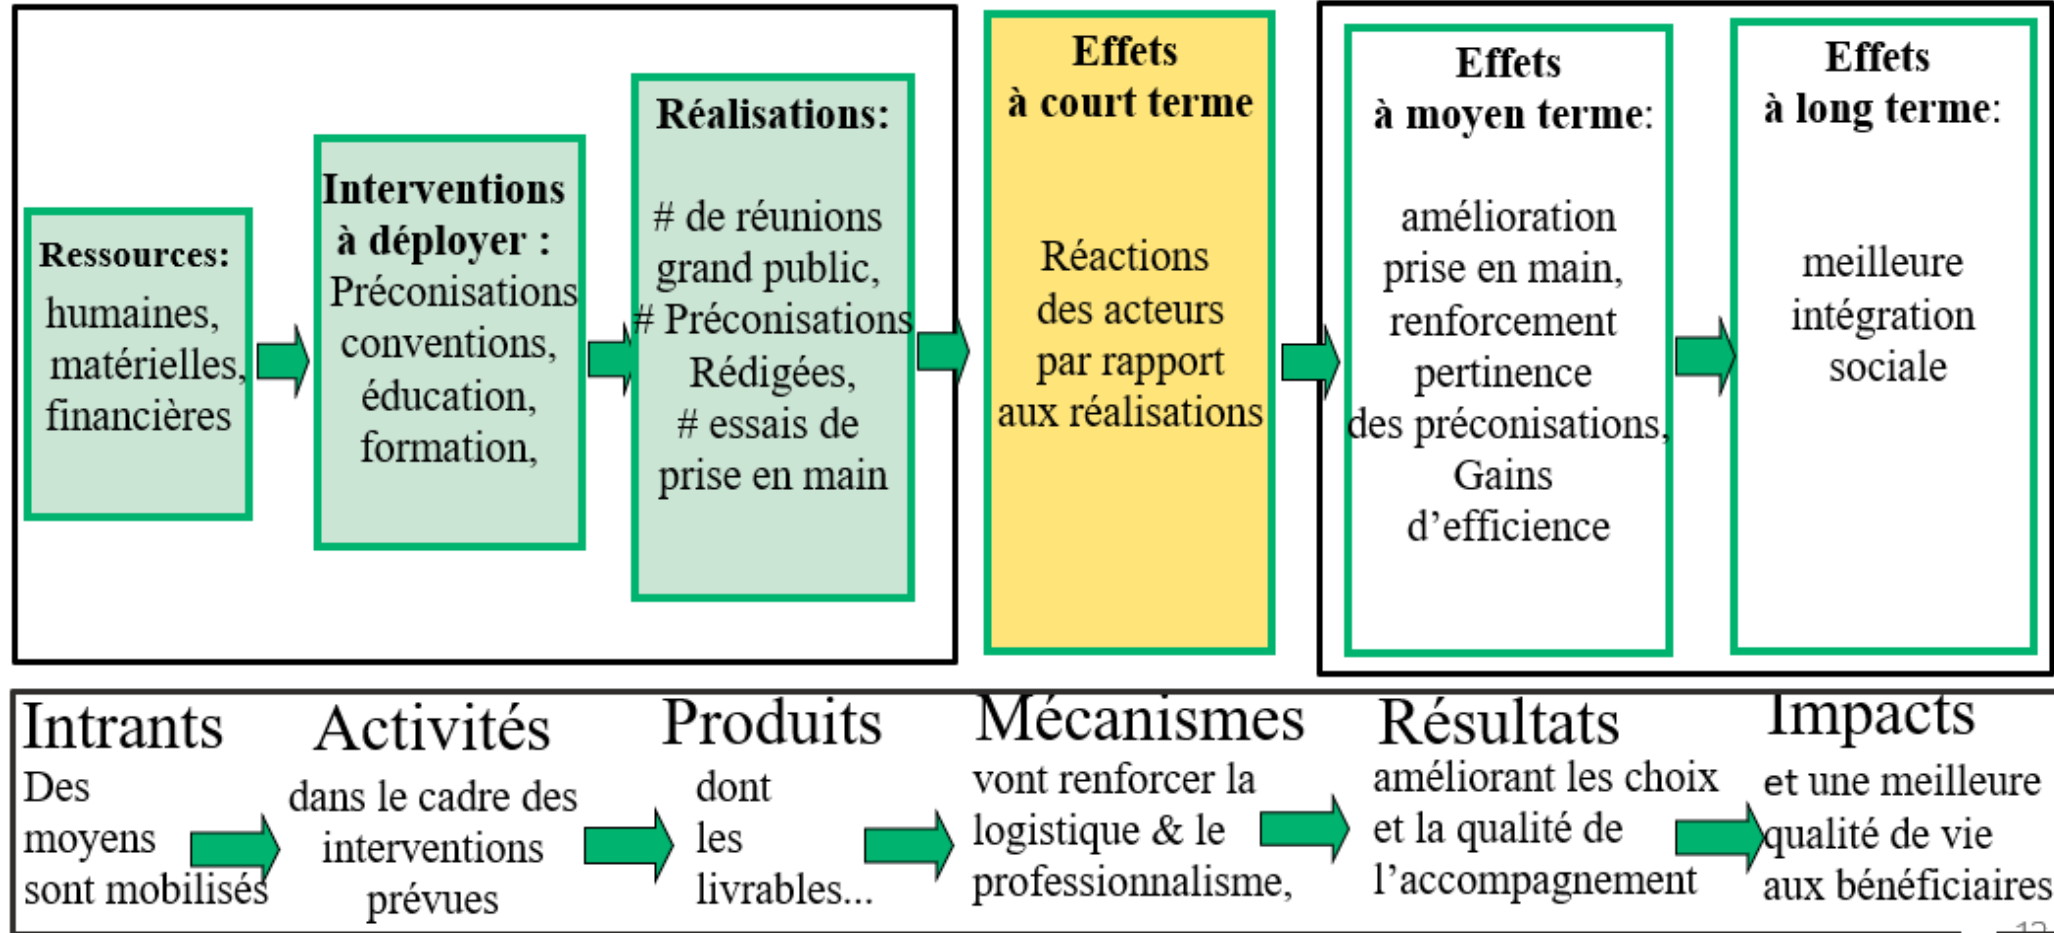 Ressources:
humaines,
matérielles,
financières
Interventions
à déployer :
Préconisations
conventions,
éducation,
formation,
Réalisations:
# de réunions
grand public,
# Préconisations
Rédigées,
# essais de
prise en main
Effets
à court terme
Réactions
des acteurs
par rapport
aux réalisations
Effets
à moyen terme:
amélioration
prise en main,
renforcement
pertinence
des préconisations,
Gains
d’efficience
Effets
à long terme:
meilleure
intégration
sociale
Intrants
Des
moyens
sont mobilisés
Activités
dans le cadre des
interventions
prévues
Produits
dont
les
livrables...
Mécanismes
vont renforcer la
logistique & le
professionnalisme,
Résultats
améliorant les choix
et la qualité de
l’accompagnement
Impacts
et une meilleure
qualité de vie
aux bénéficiaires